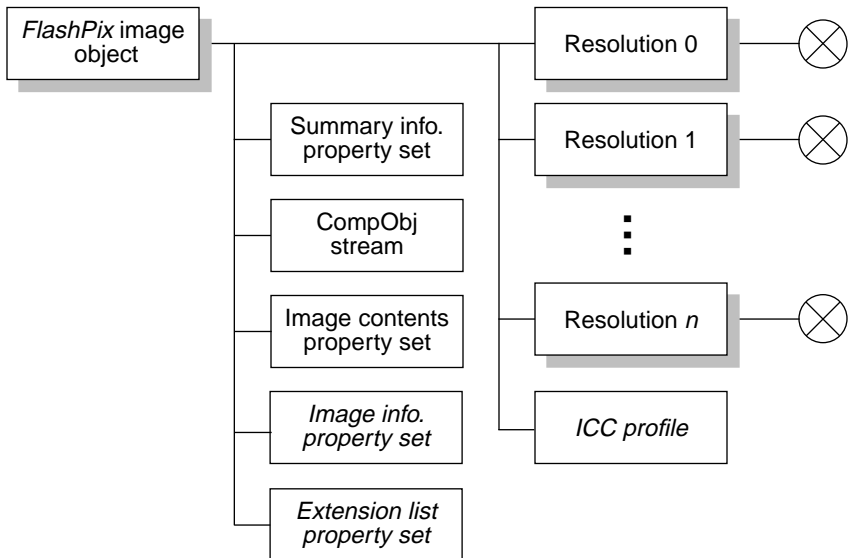 FlashPix image
object
Resolution 0
Summary info.
property set
Resolution 1
CompObj
stream
Image contents
property set
Resolution n
Image info.
property set
ICC profile
Extension list
property set